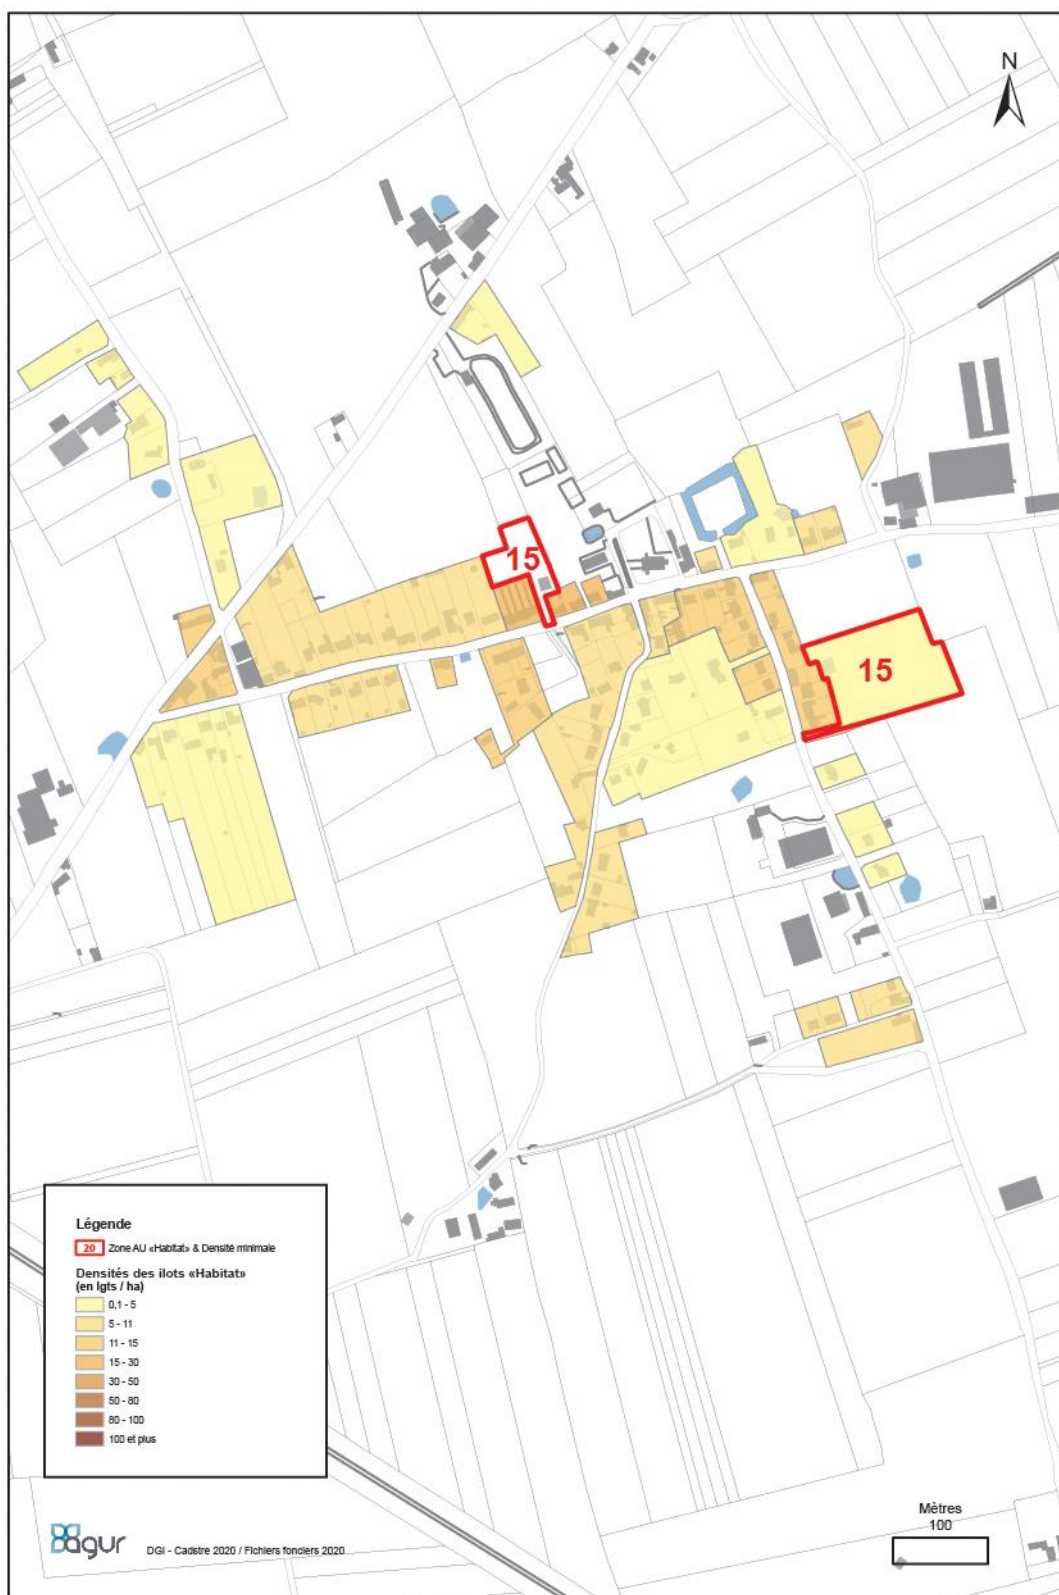 N
15
15
Légende
20 Zone AU «Habitat» & Densité minimale
Densités des îlots «Habitat»
(en lgts / ha)
0,1 - 5
5 - 11
11 - 15
15 - 30
30 - 50
50 - 80
80 - 100
100 et plus
agur
DGI - Cadstre 2020 / Fichiers fonciers 2020
Mètres
100